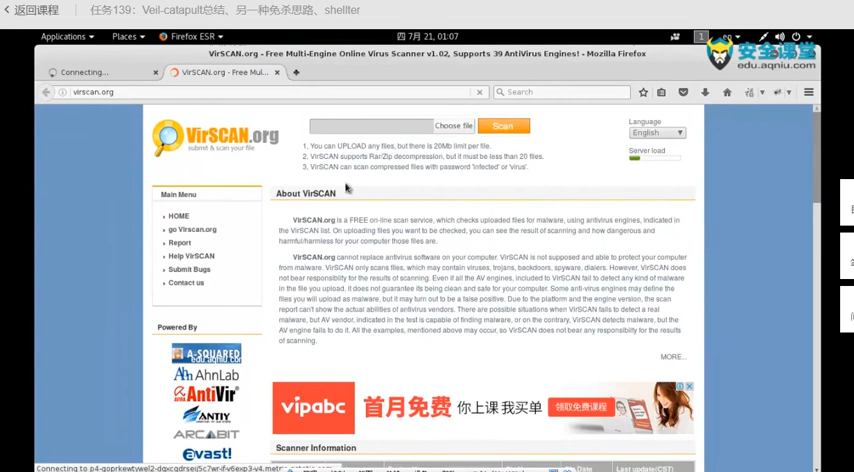 返回课程
任务139：Veil-catapult总结、另一种免杀思路、shellter
Applications
Places
Firefox ESR
四 7月 21, 01:07
1
en
安全课堂
edu.aqniu.com
VirSCAN.org - Free Multi-Engine Online Virus Scanner v1.02, Supports 39 AntiVirus Engines! - Mozilla Firefox
Connecting...
VirSCAN.org - Free Mul...
virscan.org
Search
VirSCAN.org
submit & scan your file
Choose file
Scan
1, You can UPLOAD any files, but there is 20Mb limit per file.
2, VirSCAN supports Rar/Zip decompression, but it must be less than 20 files.
3, VirSCAN can scan compressed files with password 'infected' or 'virus'.
Language
English
Server load
Main Menu
HOME
go Virscan.org
Report
Help VirSCAN
Submit Bugs
Contact us
Powered By
A-SQUARED
edu.aqniu.com
AhnLab
AntiVir
ANTIY
ARCABIT
avast!
About VirSCAN
VirSCAN.org is a FREE on-line scan service, which checks uploaded files for malware, using antivirus engines, indicated in
the VirSCAN list. On uploading files you want to be checked, you can see the result of scanning and how dangerous and
harmful/harmless for your computer those files are.
VirSCAN.org cannot replace antivirus software on your computer. VirSCAN is not suppsed and able to protect your computer
from malware. VirSCAN only scans files, which may contain viruses, trojans, backdoors, spyware, dialers. However, VirSCAN does
not bear responsibility for the results of scanning. Even if all the AV engines, included to VirSCAN fail to detect any kind of malware
in the file you upload, it does not guarantee its being clean and safe for your computer. Some anti-virus engines may define the
files you will upload as malware, but it may turn out to be a false positive. Due to the platform and the engine version, the scan
report can't show the actual abilities of antivirus vendors. There are possible situations when VirSCAN fails to detect a real
malware, but AV vendor, indicated in the test is capable of finding malware, or on the contrary, VirSCAN detects malware, but the
AV engine fails to do it. All the examples, mentioned above may occur, so VirSCAN does not bear any responsibility for the results
of scanning.
MORE...
vipabc
首月免费
你上课 我买单
领取免费课程
Scanner Information
Last update(CST)